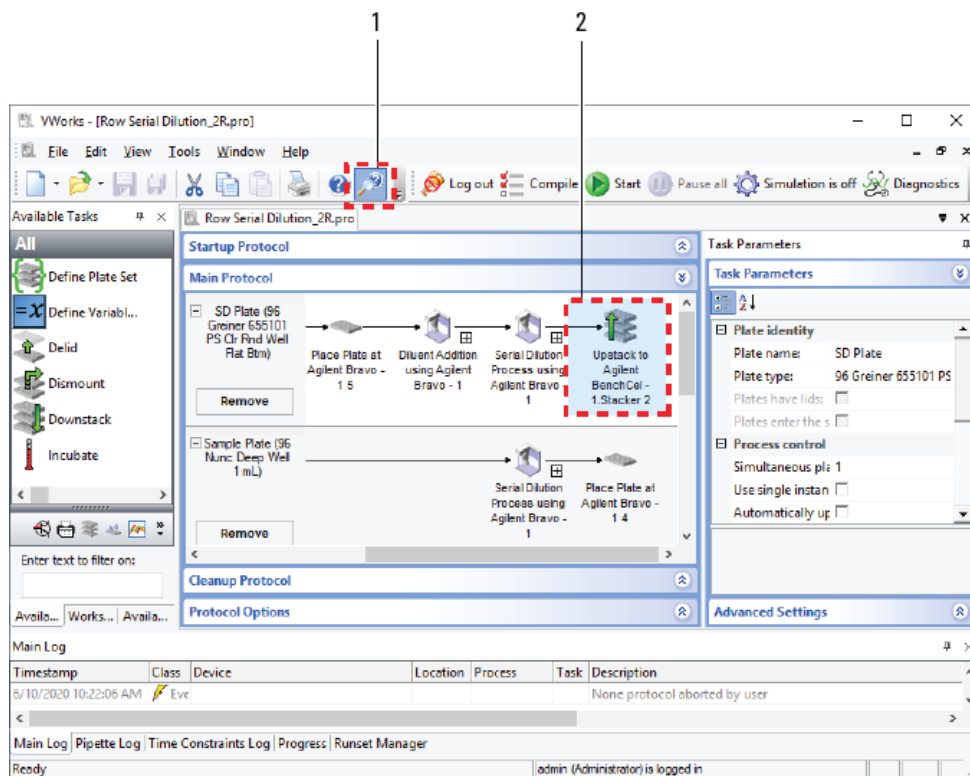 1
2
VWorks - [Row Serial Dilution_2R.pro]
File Edit View Tools Window Help
Log out Compile Start Pause all Simulation is off Diagnostics
Available Tasks
All
Define Plate Set
Define Variabl...
Delid
Dismount
Downstack
Incubate
Enter text to filter on:
Availa... Works... Availa...
Row Serial Dilution_2R.pro
Startup Protocol
Main Protocol
SD Plate (96
Greiner 655101
PS Clr Rnd Well
Flat Btm)
Remove
Place Plate at
Agilent Bravo -
1 5
Diluent Addition
using Agilent
Bravo - 1
Serial Dilution
Process using
Agilent Bravo
1
Upstack to
Agilent
BenchCel -
1.Stacker 2
Sample Plate (96
Nunc Deep Well
1 mL)
Remove
Serial Dilution
Process using
Agilent Bravo -
1
Place Plate at
Agilent Bravo -
1 4
Cleanup Protocol
Protocol Options
Task Parameters
Task Parameters
Plate identity
Plate name: SD Plate
Plate type: 96 Greiner 655101 PS
Plates have lids:
Plates enter the s
Process control
Simultaneous pla 1
Use single instan
Automatically up
Advanced Settings
Main Log
Timestamp Class Device Location Process Task Description
6/10/2020 10:22:06 AM Eve None protocol aborted by user
Main Log Pipette Log Time Constraints Log Progress Runset Manager
Ready admin (Administrator) is logged in